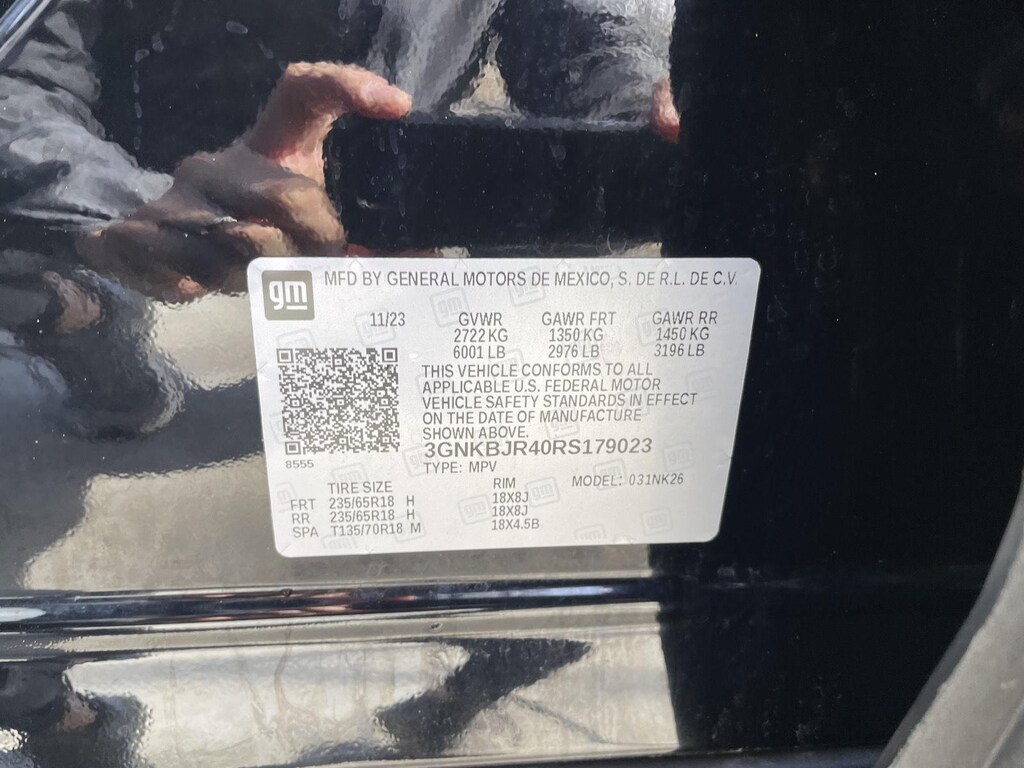 gm
MFD BY GENERAL MOTORS DE MEXICO, S. DE R.L. DE C.V.
11/23 GVWR GAWR FRT GAWR RR
2722 KG 1350 KG 1450 KG
6001 LB 2976 LB 3196 LB
THIS VEHICLE CONFORMS TO ALL
APPLICABLE U.S. FEDERAL MOTOR
VEHICLE SAFETY STANDARDS IN EFFECT
ON THE DATE OF MANUFACTURE
SHOWN ABOVE.
3GNKBJR40RS179023
8555
TYPE: MPV
TIRE SIZE RIM MODEL: 031NK26
FRT 235/65R18 H 18X8J
RR 235/65R18 H 18X8J
SPA T135/70R18 M 18X4.5B